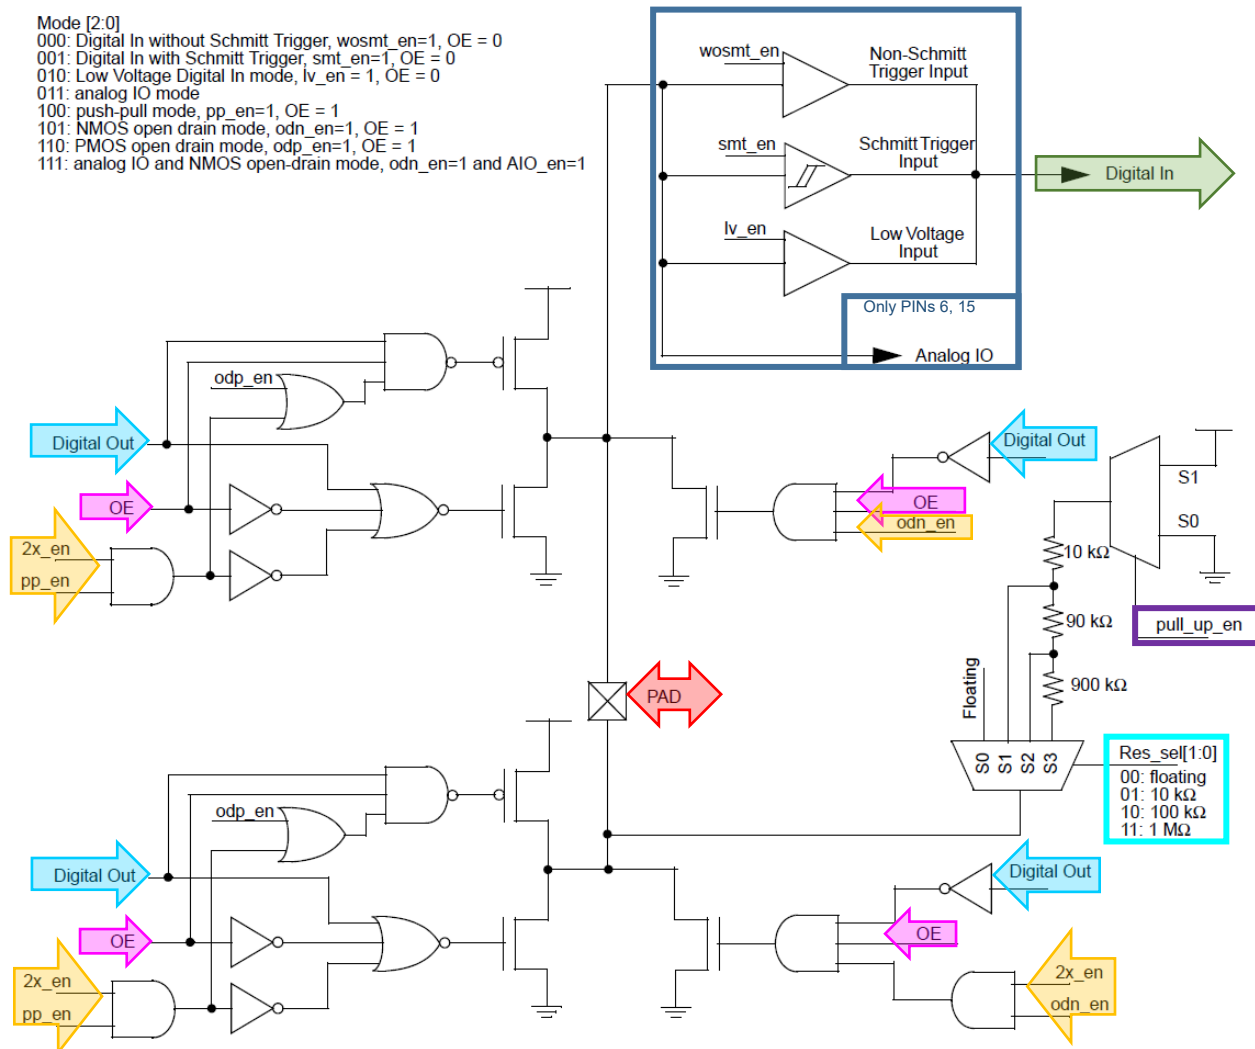 Mode [2:0]
000: Digital In without Schmitt Trigger, wosmt_en=1, OE = 0
001: Digital In with Schmitt Trigger, smt_en=1, OE = 0
010: Low Voltage Digital In mode, lv_en = 1, OE = 0
011: analog IO mode
100: push-pull mode, pp_en=1, OE = 1
101: NMOS open drain mode, odn_en=1, OE = 1
110: PMOS open drain mode, odp_en=1, OE = 1
111: analog IO and NMOS open-drain mode, odn_en=1 and AIO_en=1
wosmt_en
Non-Schmitt
Trigger Input
smt_en
Schmitt Trigger
Input
Digital In
lv_en
Low Voltage
Input
Only PINs 6, 15
Analog IO
odp_en
Digital Out
OE
2x_en
pp_en
Digital Out
OE
odn_en
S1
S0
10 kΩ
90 kΩ
900 kΩ
pull_up_en
PAD
Floating
S0
S1
S2
S3
Res_sel[1:0]
00: floating
01: 10 kΩ
10: 100 kΩ
11: 1 MΩ
odp_en
Digital Out
OE
2x_en
pp_en
Digital Out
OE
2x_en
odn_en